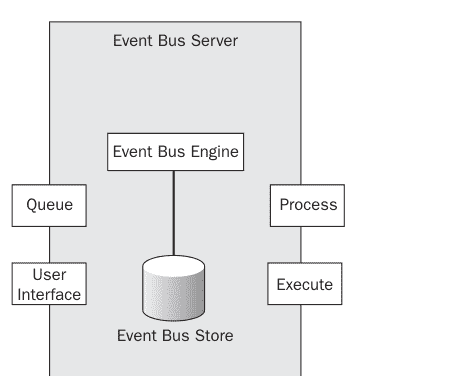 Event Bus Server
Event Bus Engine
Queue
Process
User
Interface
Execute
Event Bus Store